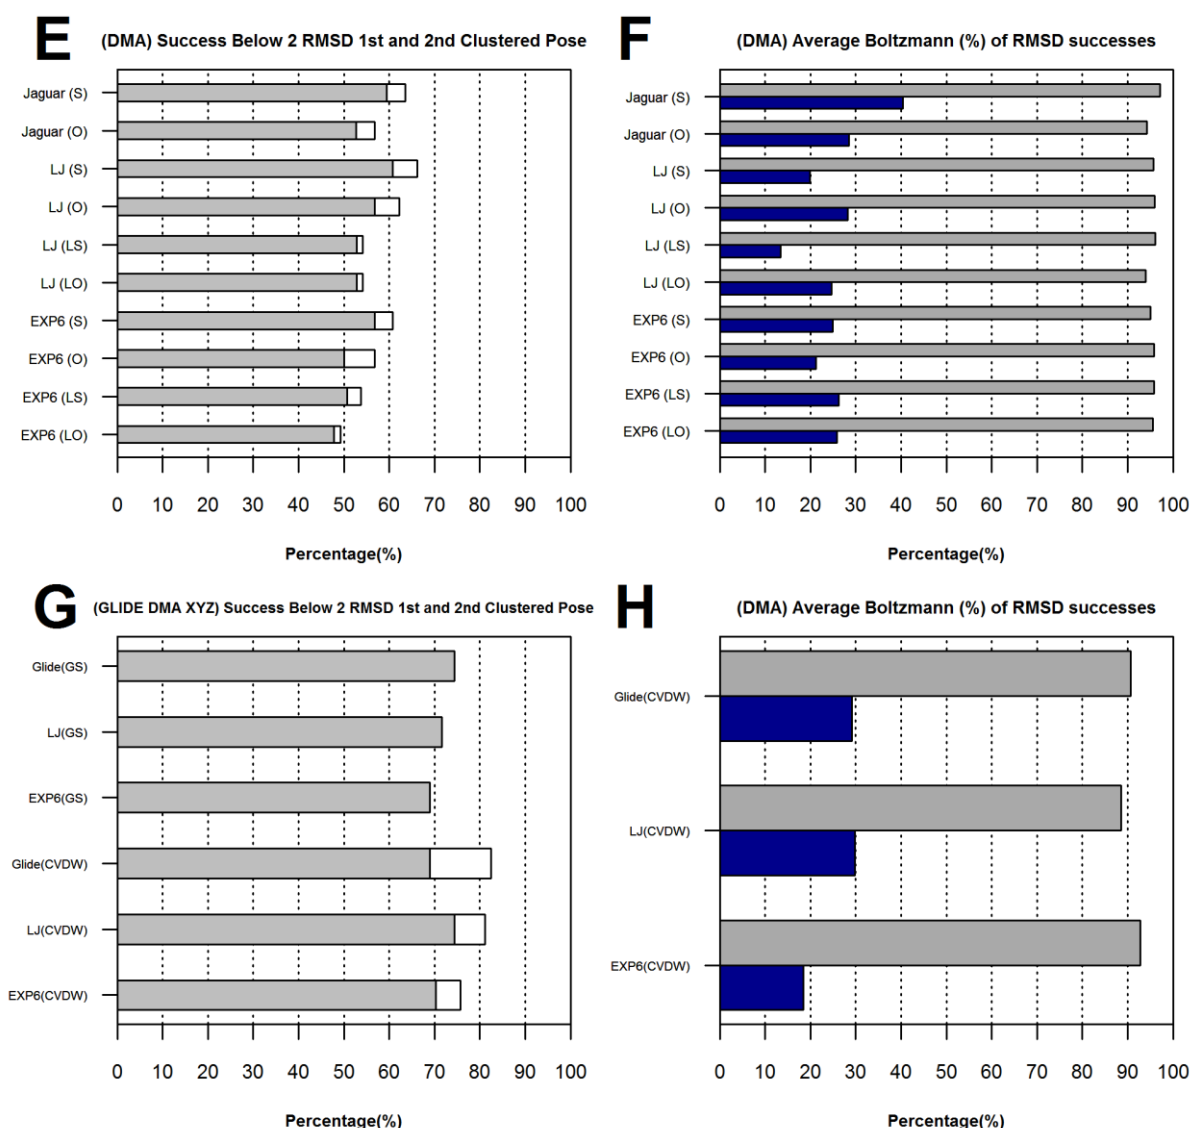 E
(DMA) Success Below 2 RMSD 1st and 2nd Clustered Pose
Jaguar (S)
Jaguar (O)
LJ (S)
LJ (O)
LJ (LS)
LJ (LO)
EXP6 (S)
EXP6 (O)
EXP6 (LS)
EXP6 (LO)
0 10 20 30 40 50 60 70 80 90 100
Percentage(%)
F
(DMA) Average Boltzmann (%) of RMSD successes
Jaguar (S)
Jaguar (O)
LJ (S)
LJ (O)
LJ (LS)
LJ (LO)
EXP6 (S)
EXP6 (O)
EXP6 (LS)
EXP6 (LO)
0 10 20 30 40 50 60 70 80 90 100
Percentage(%)
G
(GLIDE DMA XYZ) Success Below 2 RMSD 1st and 2nd Clustered Pose
Glide(GS)
LJ(GS)
EXP6(GS)
Glide(CVDW)
LJ(CVDW)
EXP6(CVDW)
0 10 20 30 40 50 60 70 80 90 100
Percentage(%)
H
(DMA) Average Boltzmann (%) of RMSD successes
Glide(CVDW)
LJ(CVDW)
EXP6(CVDW)
0 10 20 30 40 50 60 70 80 90 100
Percentage(%)